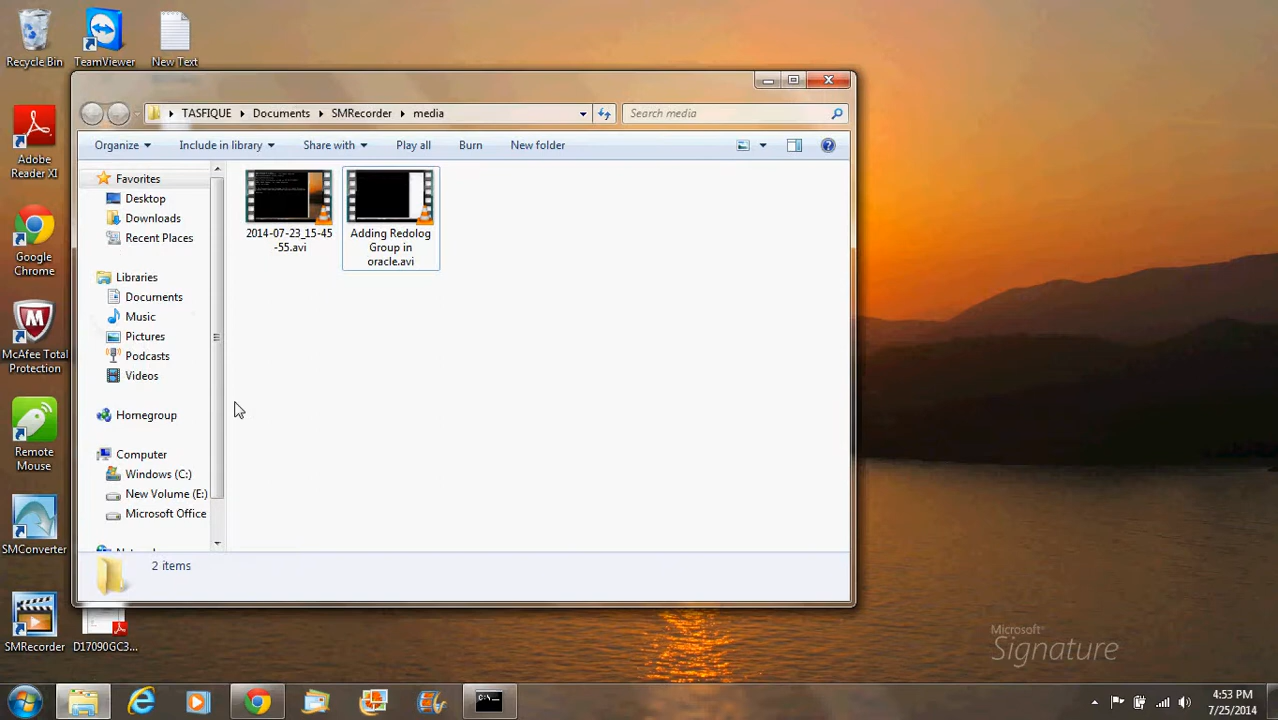 Recycle Bin
TeamViewer
New Text
Adobe
Reader XI
Google
Chrome
McAfee Total
Protection
Remote
Mouse
SMConverter
SMRecorder
D17090GC3...
TASFIQUE
Documents
SMRecorder
media
Search media
Organize
Include in library
Share with
Play all
Burn
New folder
Favorites
Desktop
Downloads
Recent Places
Libraries
Documents
Music
Pictures
Podcasts
Videos
Homegroup
Computer
Windows (C:)
New Volume (E:)
Microsoft Office
2014-07-23_15-45
-55.avi
Adding Redolog
Group in
oracle.avi
2 items
Microsoft
Signature
4:53 PM
7/25/2014